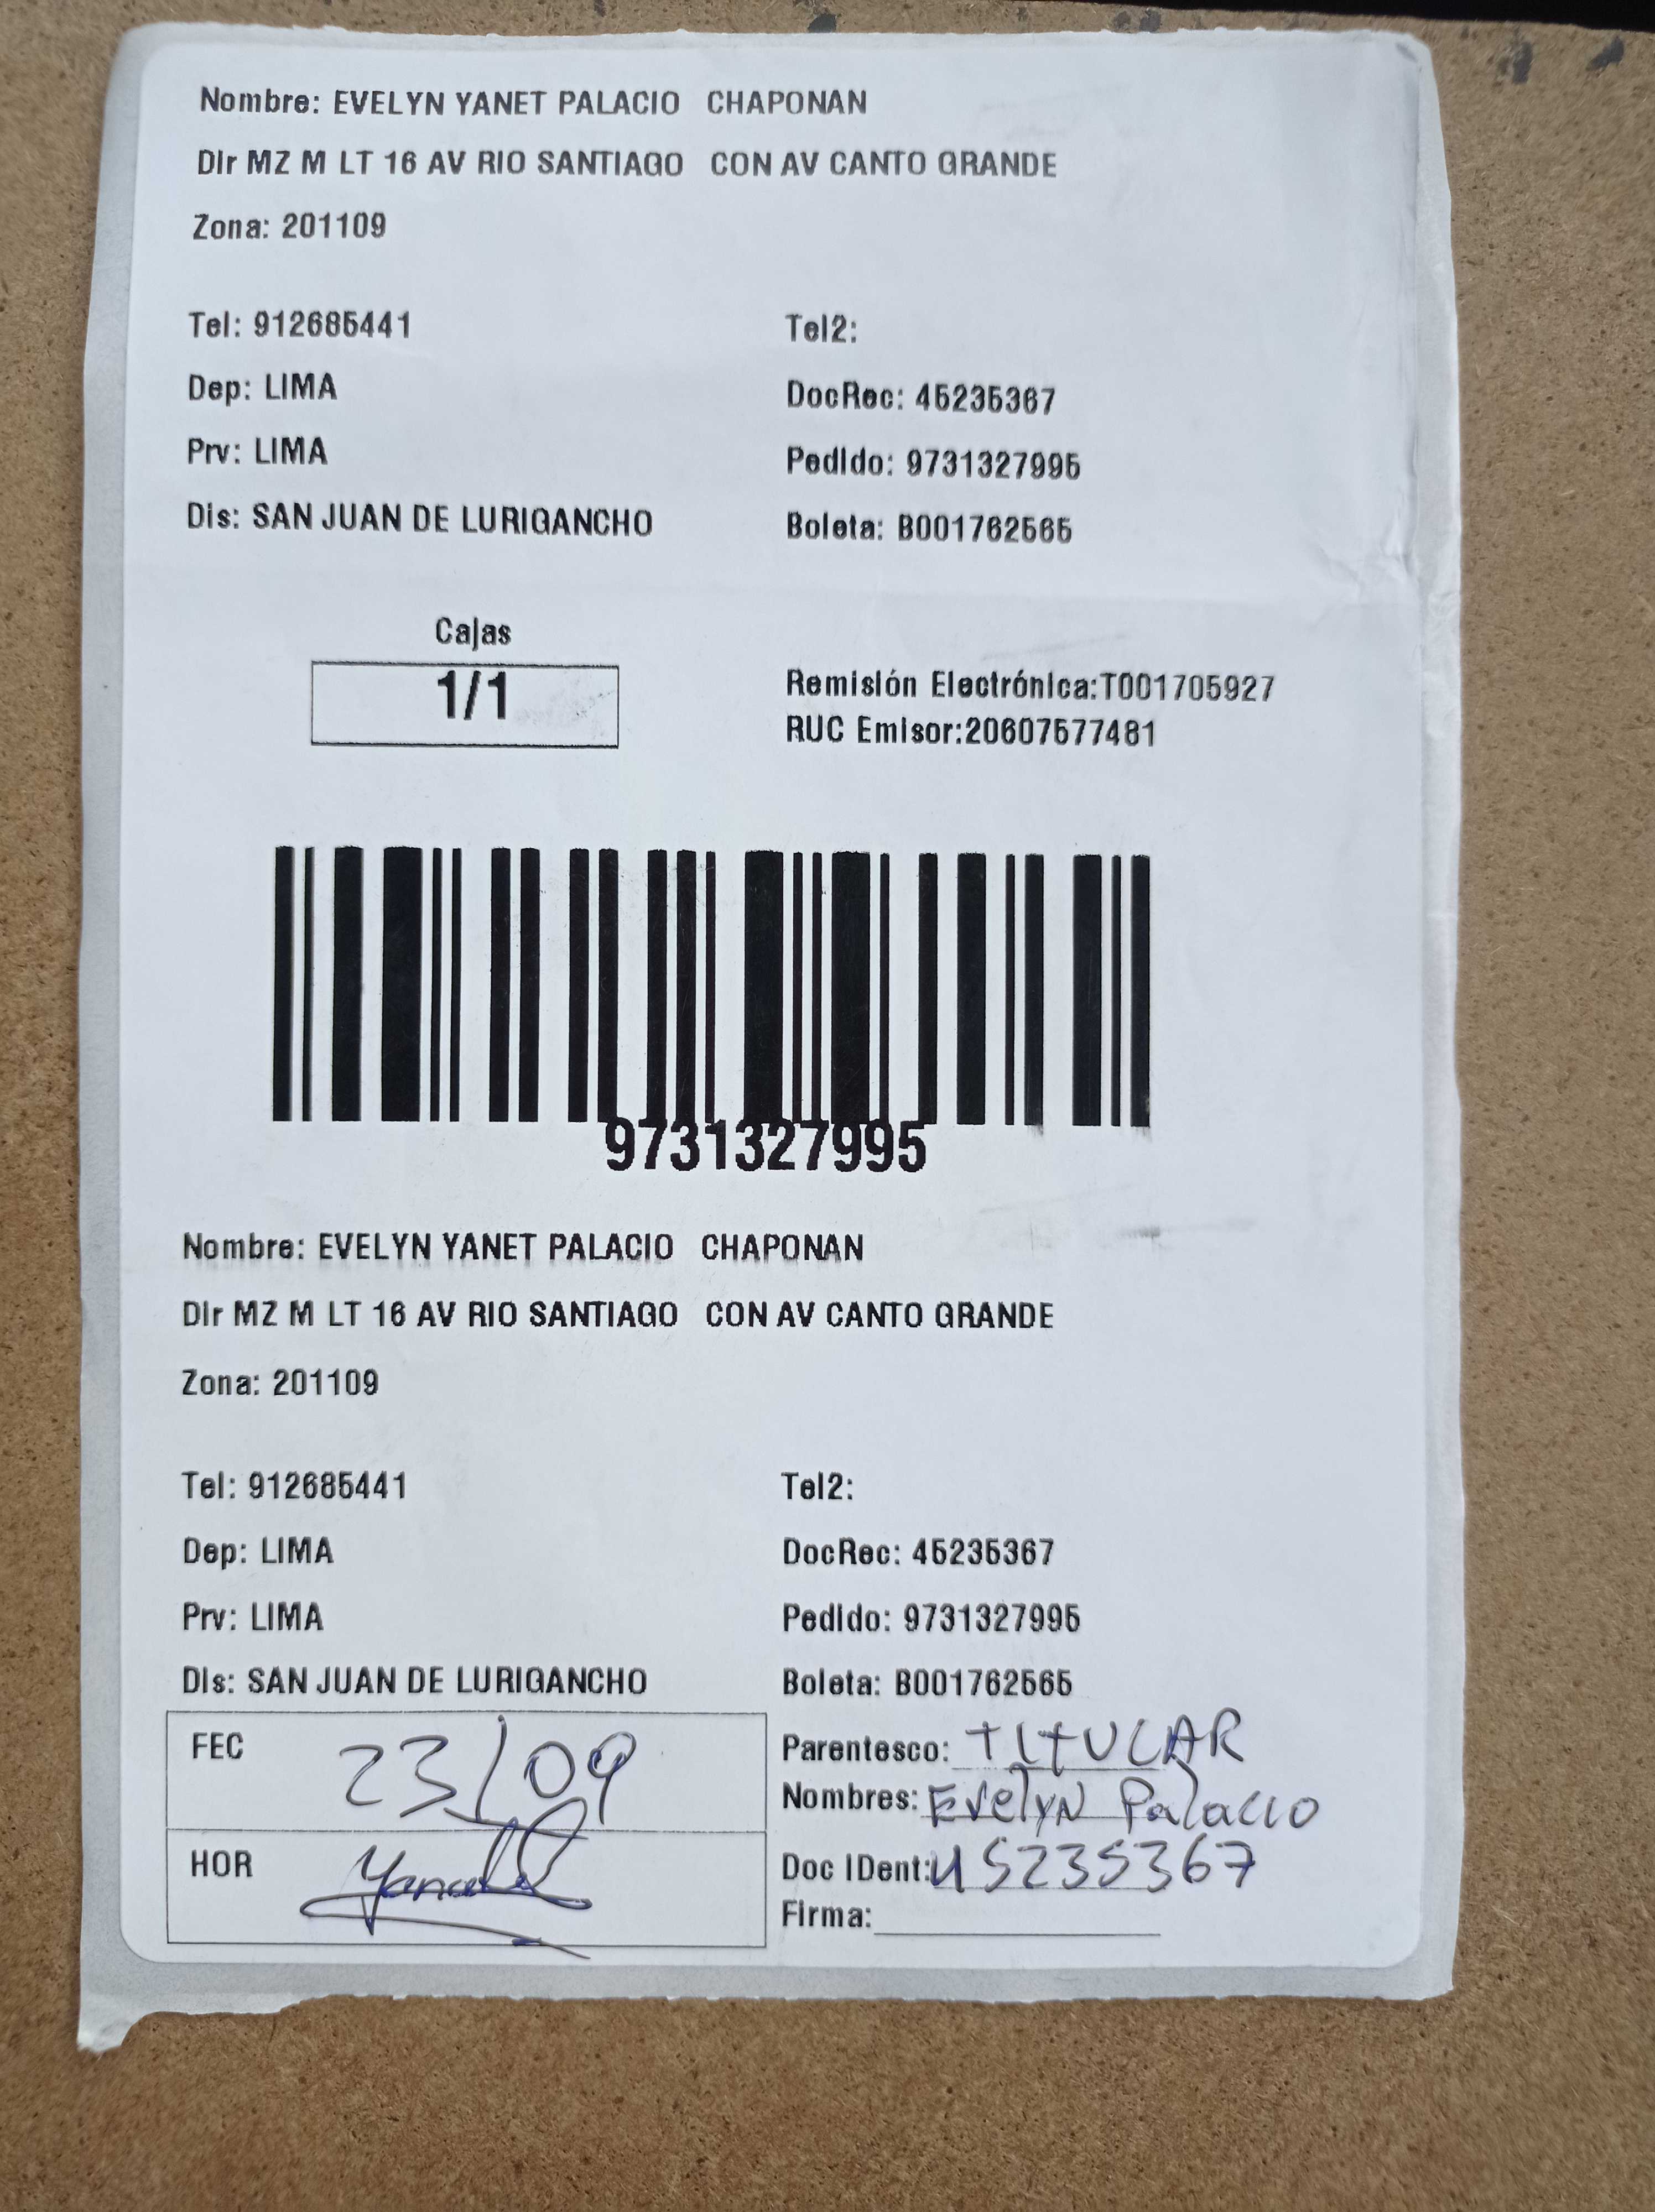 Nombre: EVELYN YANET PALACIO CHAPONAN
Dir MZ M LT 16 AV RIO SANTIAGO CON AV CANTO GRANDE
Zona: 201109
Tel: 912685441 Tel2:
Dep: LIMA DocRec: 45235367
Prv: LIMA Pedido: 9731327995
Dis: SAN JUAN DE LURIGANCHO Boleta: B001762565
Cajas
1/1
Remisión Electrónica:T001705927
RUC Emisor:20607577481
9731327995
Nombre: EVELYN YANET PALACIO CHAPONAN
Dir MZ M LT 16 AV RIO SANTIAGO CON AV CANTO GRANDE
Zona: 201109
Tel: 912685441 Tel2:
Dep: LIMA DocRec: 45235367
Prv: LIMA Pedido: 9731327995
Dis: SAN JUAN DE LURIGANCHO Boleta: B001762565
FEC 23/09 Parentesco: TITULAR
Nombres: Evelyn Palacio
HOR Doc IDent: 45235367
Firma: